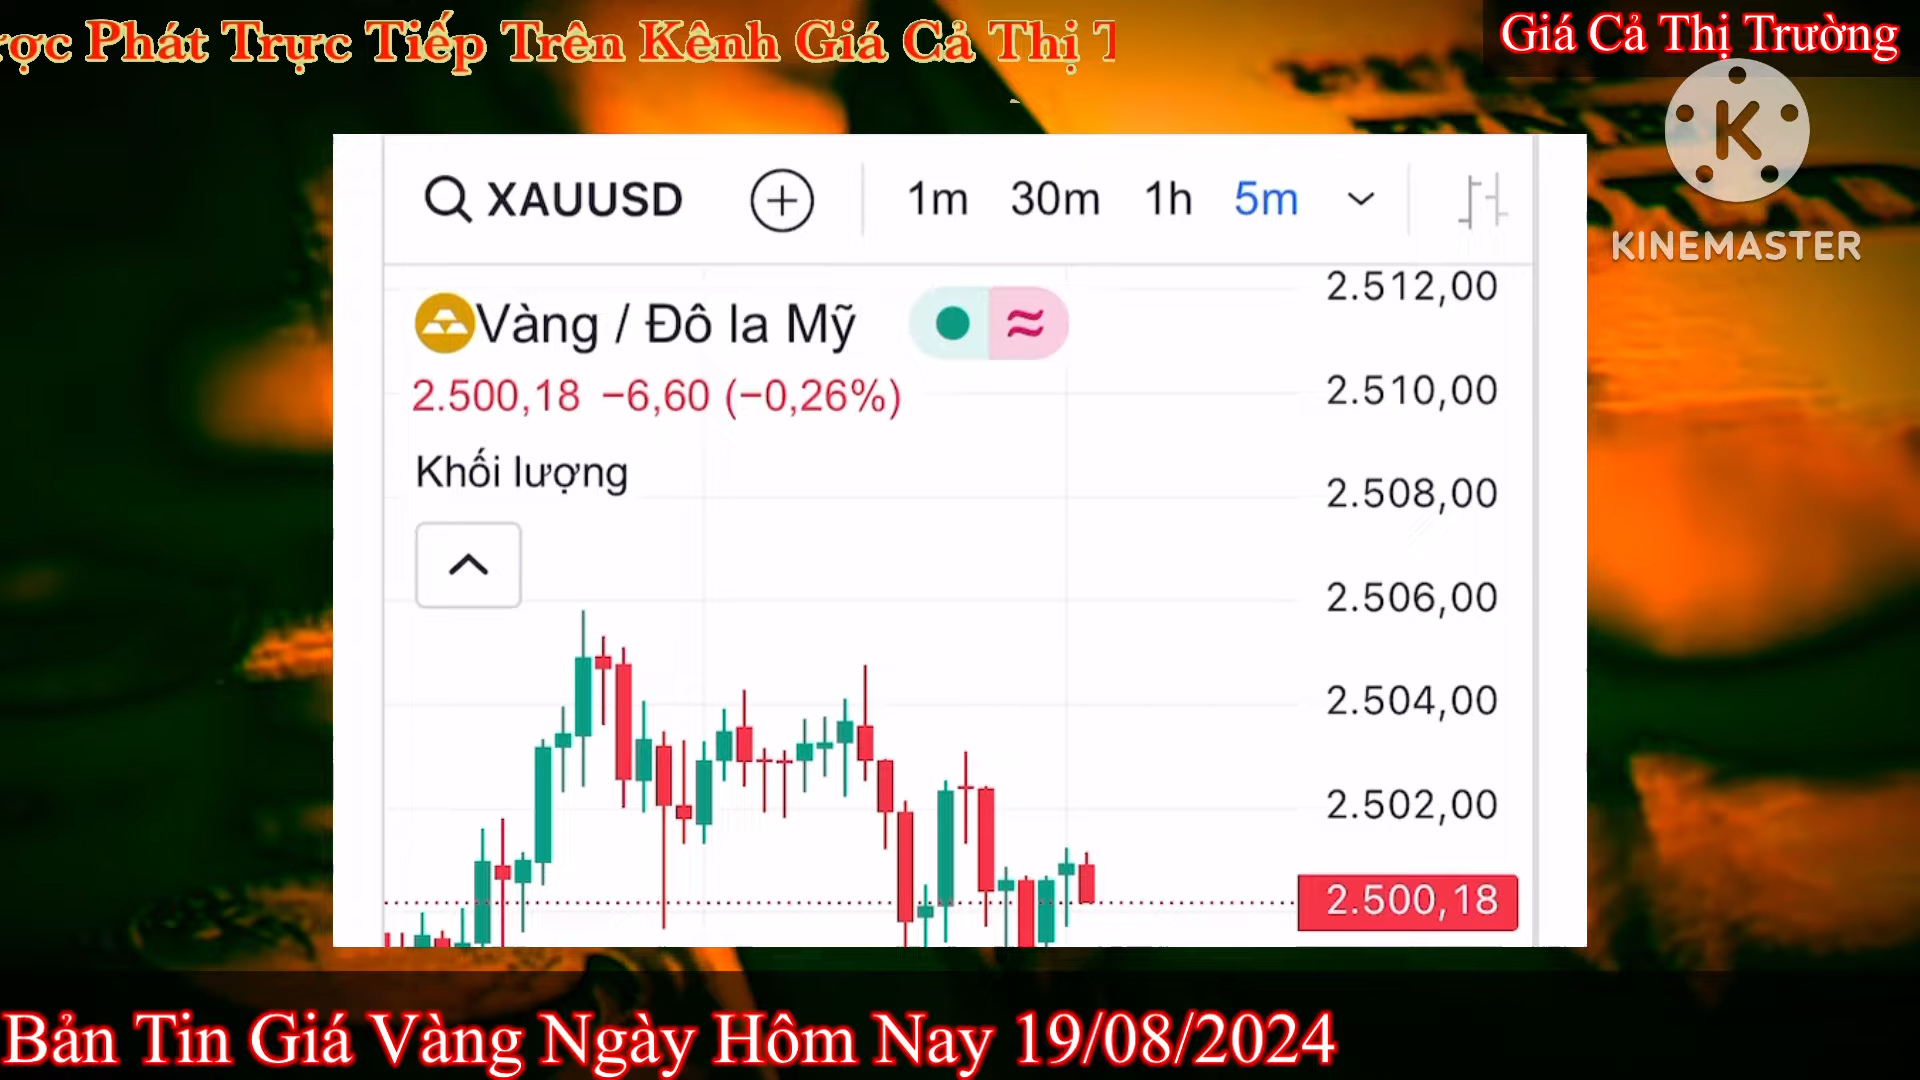 Phát Trực Tiếp Trên Kênh Giá Cả Thị
Giá Cả Thị Trường
K
KINEMASTER
XAUUSD 1m 30m 1h 5m
2.512,00
Vàng / Đô la Mỹ
2.500,18 −6,60 (−0,26%)
2.510,00
Khối lượng
2.508,00
2.506,00
2.504,00
2.502,00
2.500,18
Bản Tin Giá Vàng Ngày Hôm Nay 19/08/2024